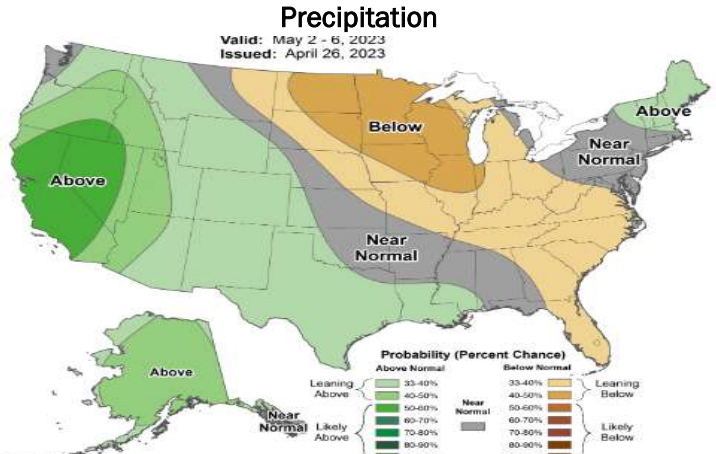 Precipitation
Valid: May 2 - 6, 2023
Issued: April 26, 2023
Above
Below
Near
Normal
Above
Near
Normal
Above
Near
Normal
Probability (Percent Chance)
Above Normal
Below Normal
Leaning
Above
33-40%
40-50%
50-60%
60-70%
70-80%
80-90%
Likely
Above
Near
Normal
33-40%
40-50%
50-60%
60-70%
70-80%
80-90%
Leaning
Below
Likely
Below